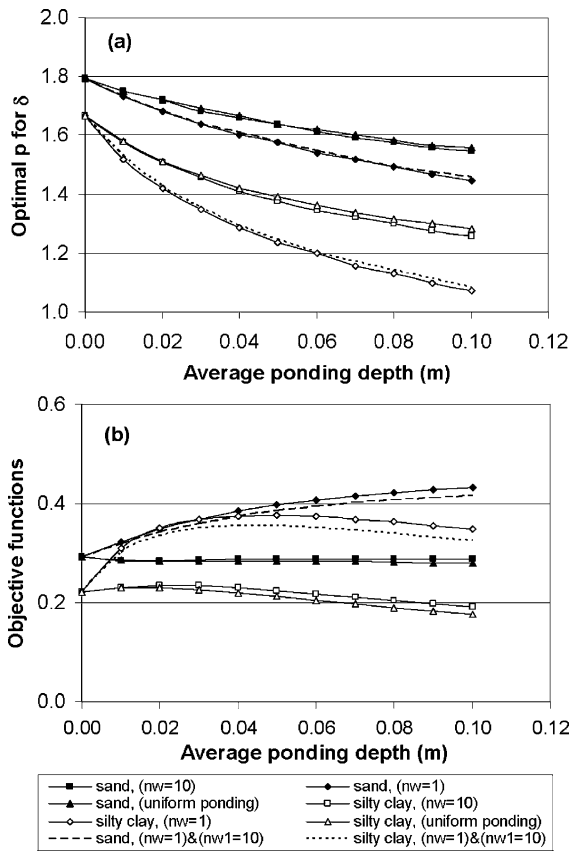 2.0
(a)
1.8
1.6
1.4
1.2
1.0
Optimal p for δ
0.00 0.02 0.04 0.06 0.08 0.10 0.12
Average ponding depth (m)
0.6
(b)
0.4
0.2
0.0
Objective functions
0.00 0.02 0.04 0.06 0.08 0.10 0.12
Average ponding depth (m)
sand, (nw=10) sand, (nw=1)
sand, (uniform ponding) silty clay, (nw=10)
silty clay, (nw=1) silty clay, (uniform ponding)
sand, (nw=1)&(nw1=10) silty clay, (nw=1)&(nw1=10)